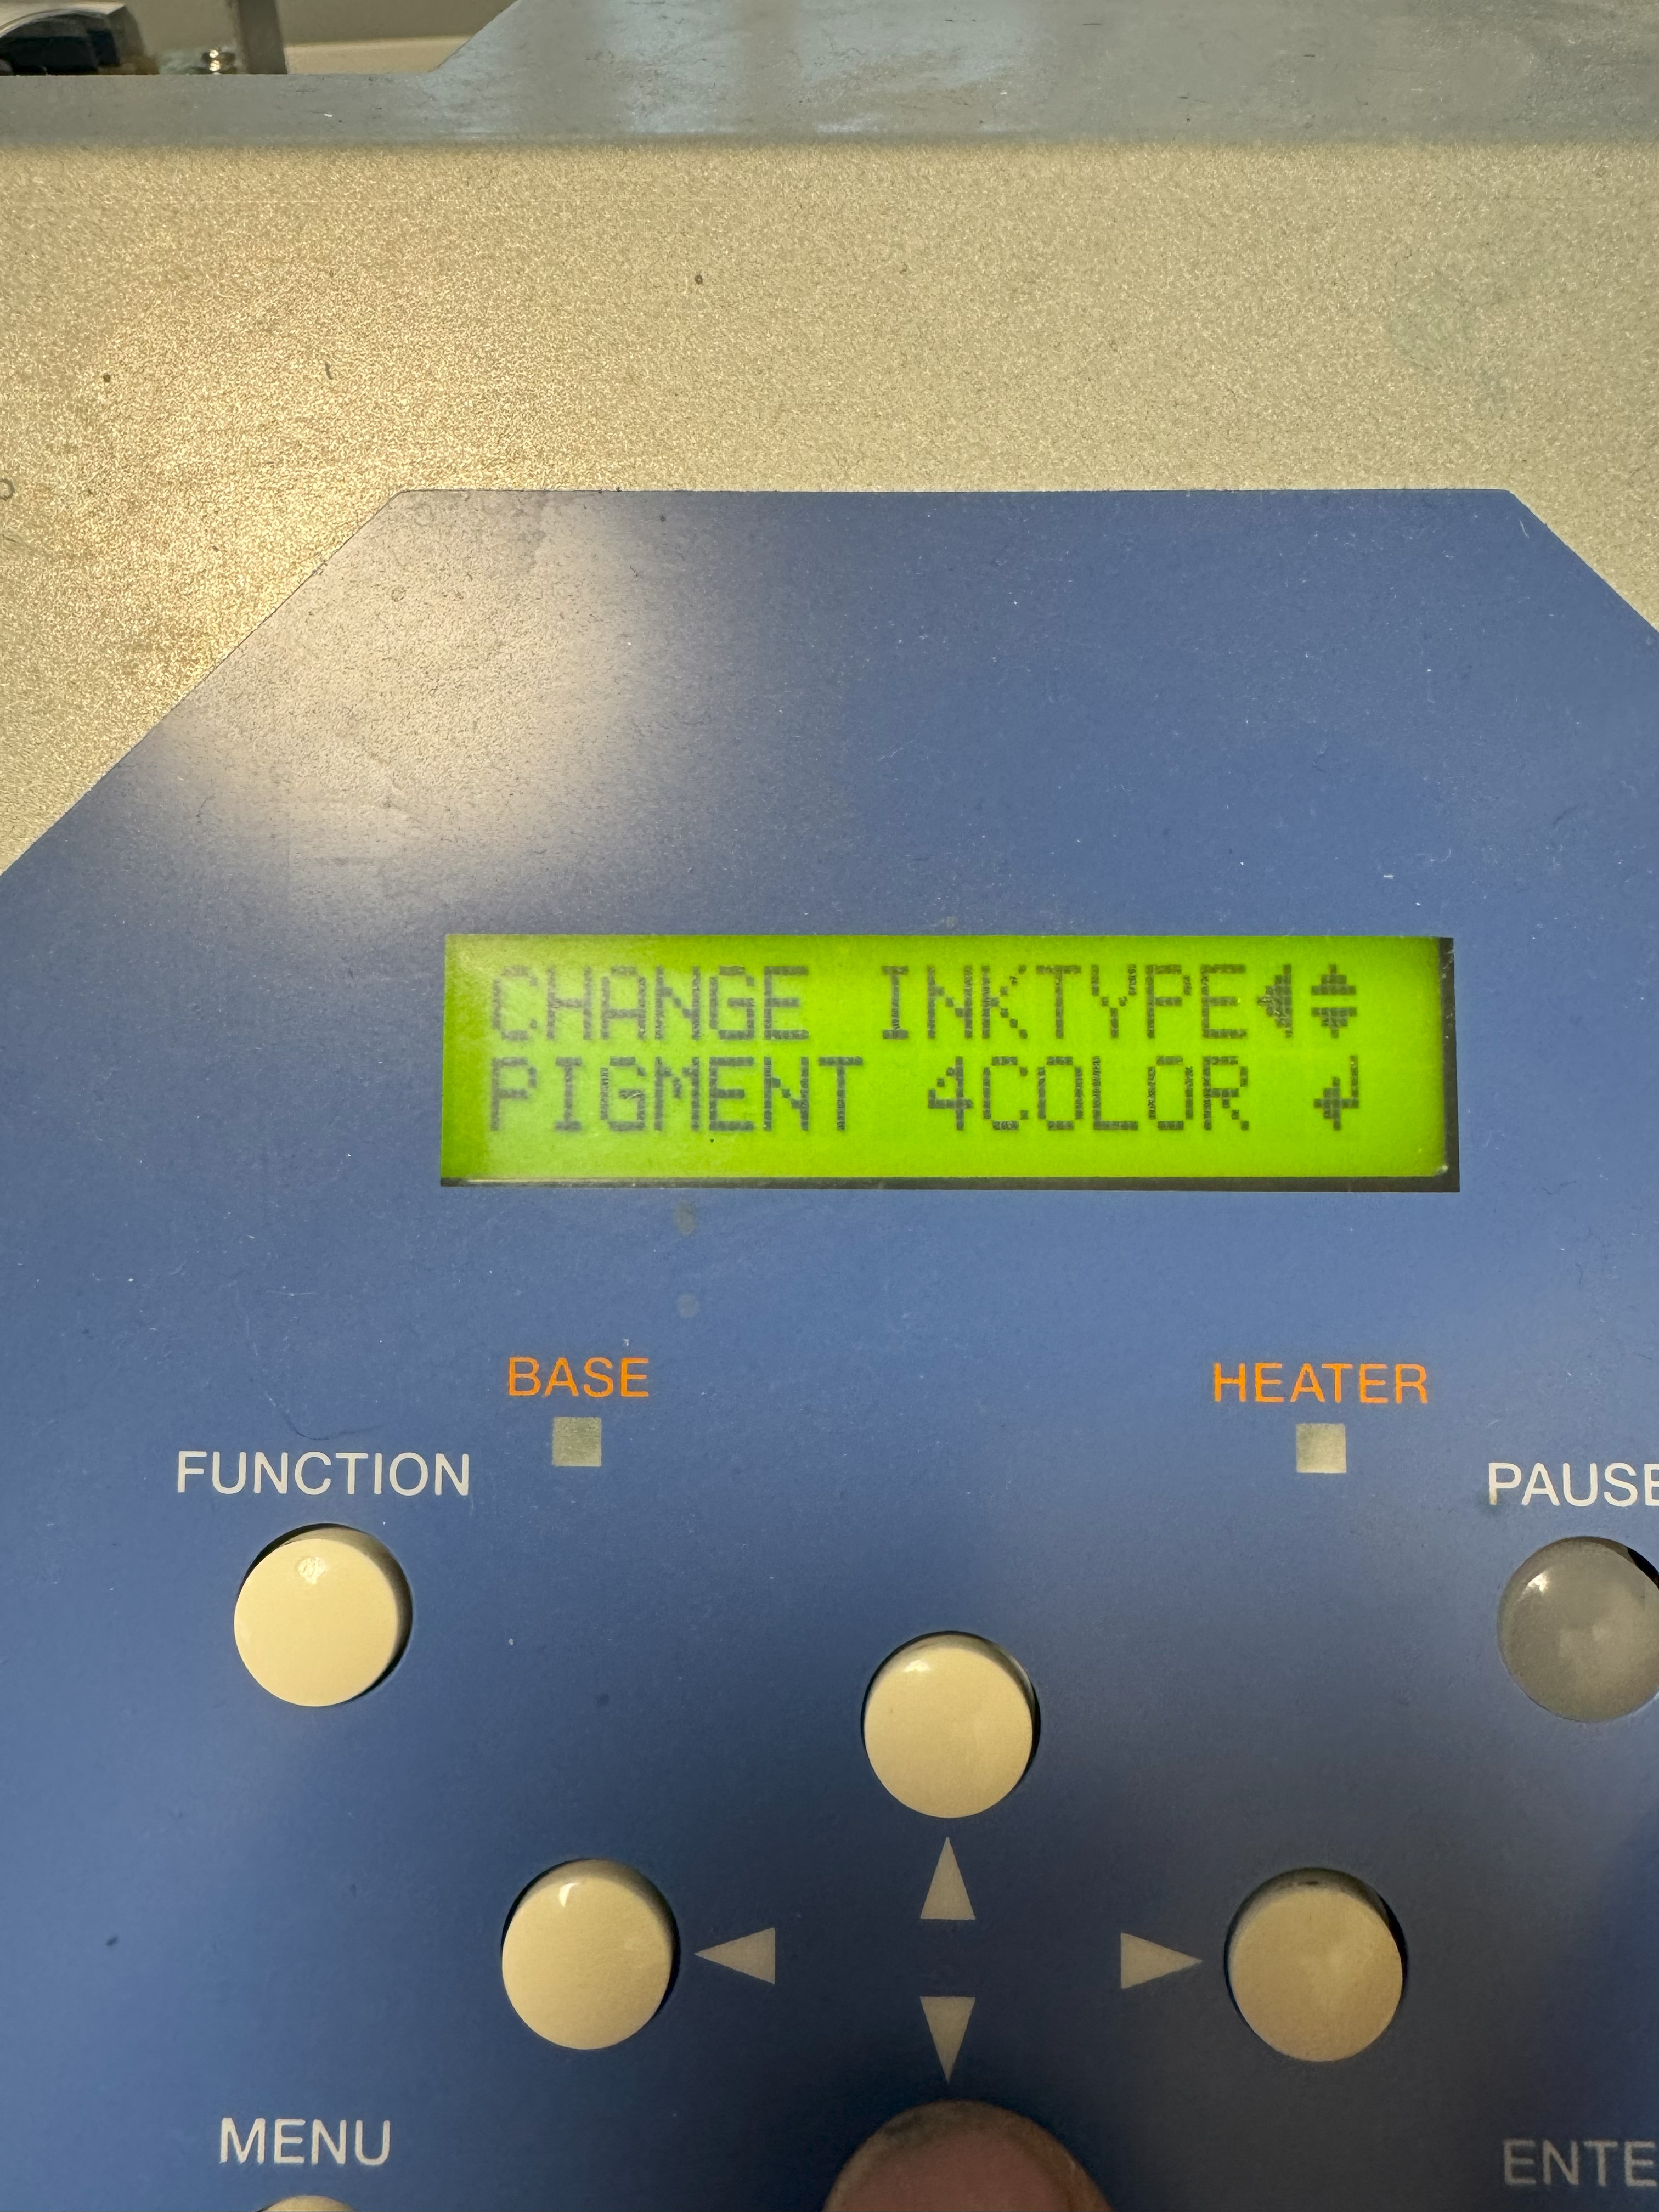 CHANGE INKTYPE
PIGMENT 4COLOR
BASE
HEATER
FUNCTION
PAUSE
MENU